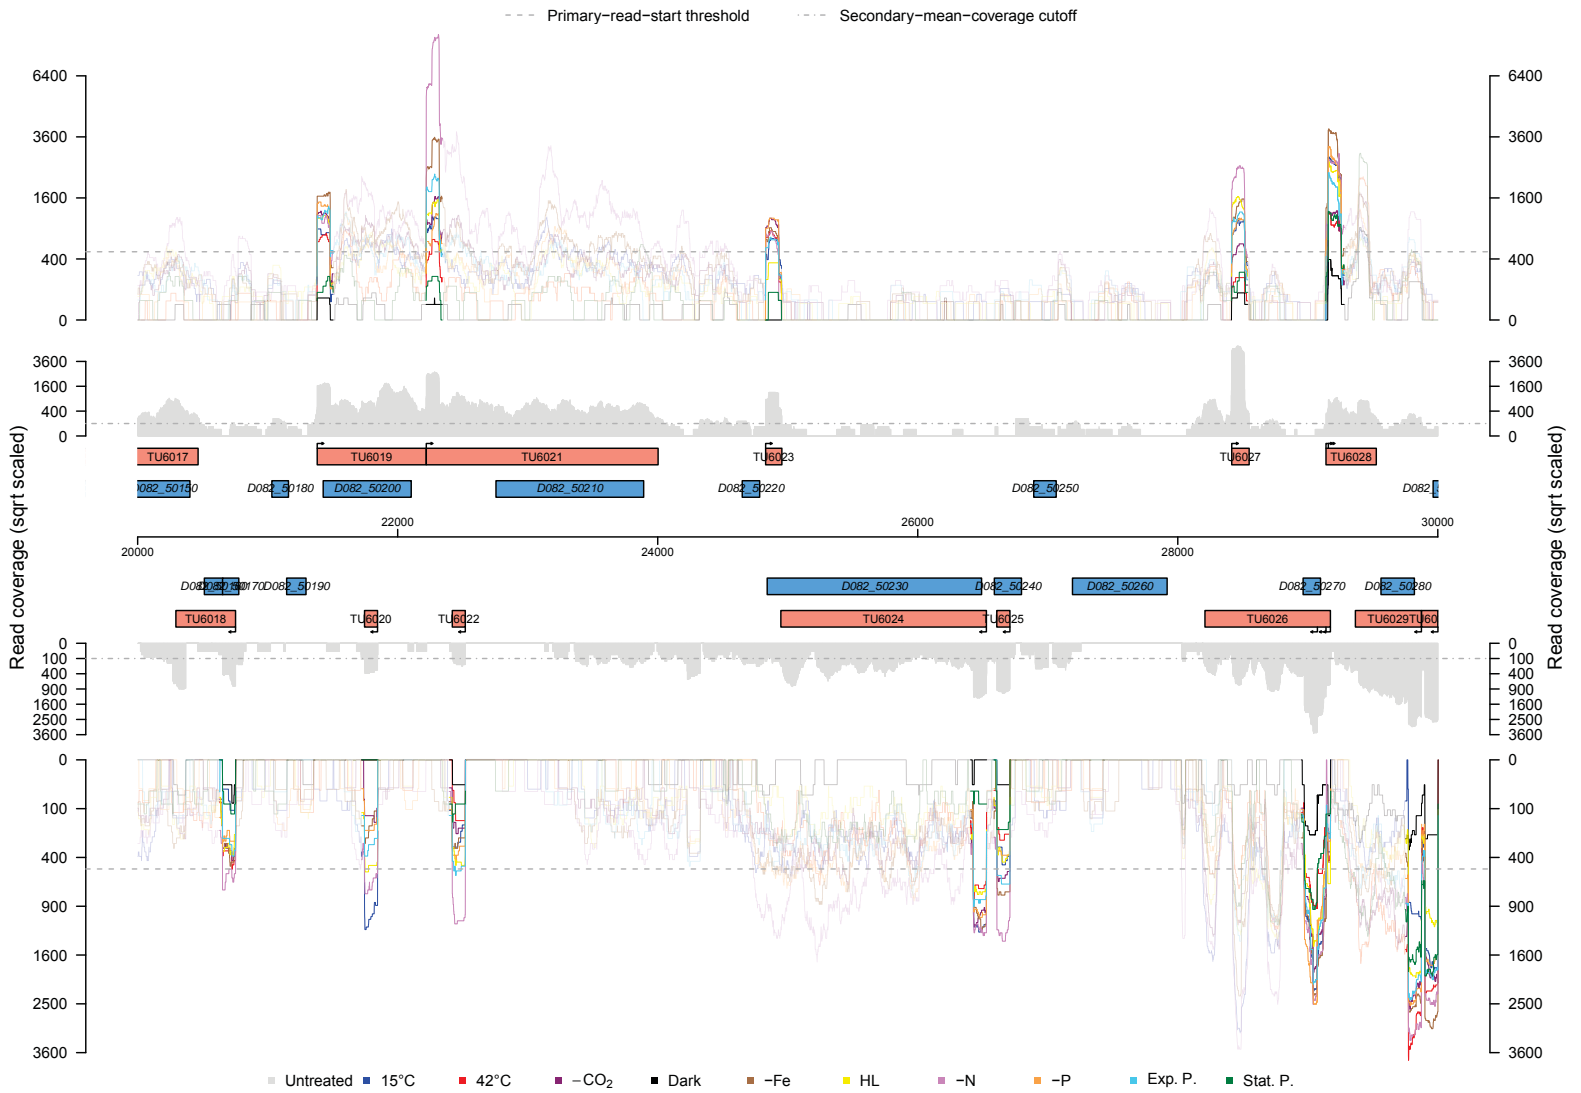 Primary−read−start threshold Secondary−mean−coverage cutoff
6400 6400
3600 3600
1600 1600
400 400
0 0
3600 3600
1600 1600
400 400
0 0
Read coverage (sqrt scaled) Read coverage (sqrt scaled)
TU6017 TU6019 TU6021 TU6023 TU6027 TU6028
D082_50180 D082_50200 D082_50210 D082_50220 D082_50250
20000 22000 24000 26000 28000 30000
D082_50190 D082_50230 D082_50240 D082_50260 D082_50270 D082_50280
TU6018 TU6020 TU6022 TU6024 TU6025 TU6026 TU6029 TU60
0 0
100 100
400 400
900 900
1600 1600
2500 2500
3600 3600
0 0
100 100
400 400
900 900
1600 1600
2500 2500
3600 3600
Untreated 15°C 42°C −CO₂ Dark −Fe HL −N −P Exp. P. Stat. P.